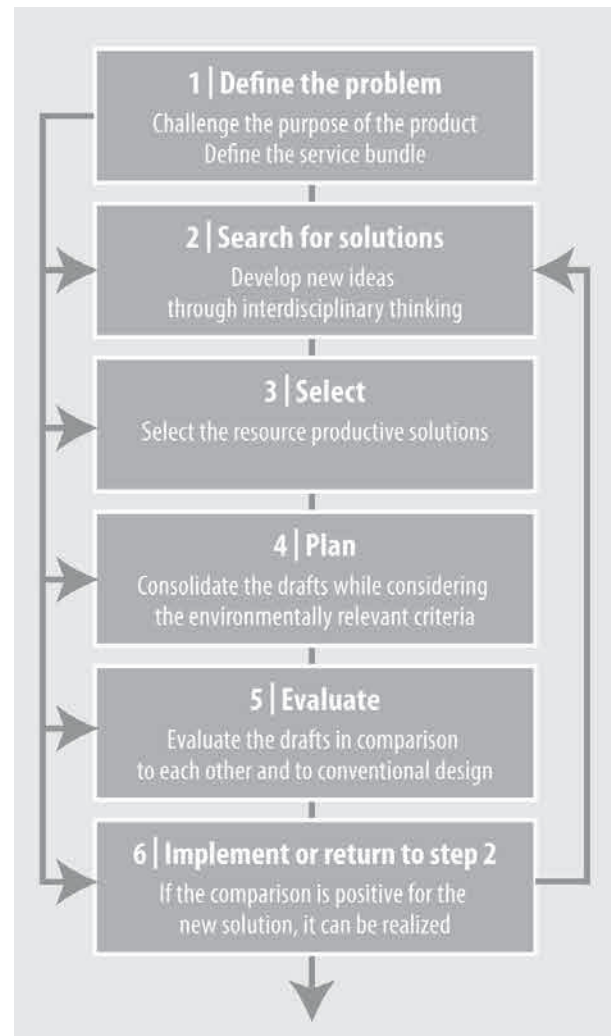 1 | Define the problem
Challenge the purpose of the product
Define the service bundle
2 | Search for solutions
Develop new ideas
through interdisciplinary thinking
3 | Select
Select the resource productive solutions
4 | Plan
Consolidate the drafts while considering
the environmentally relevant criteria
5 | Evaluate
Evaluate the drafts in comparison
to each other and to conventional design
6 | Implement or return to step 2
If the comparison is positive for the
new solution, it can be realized